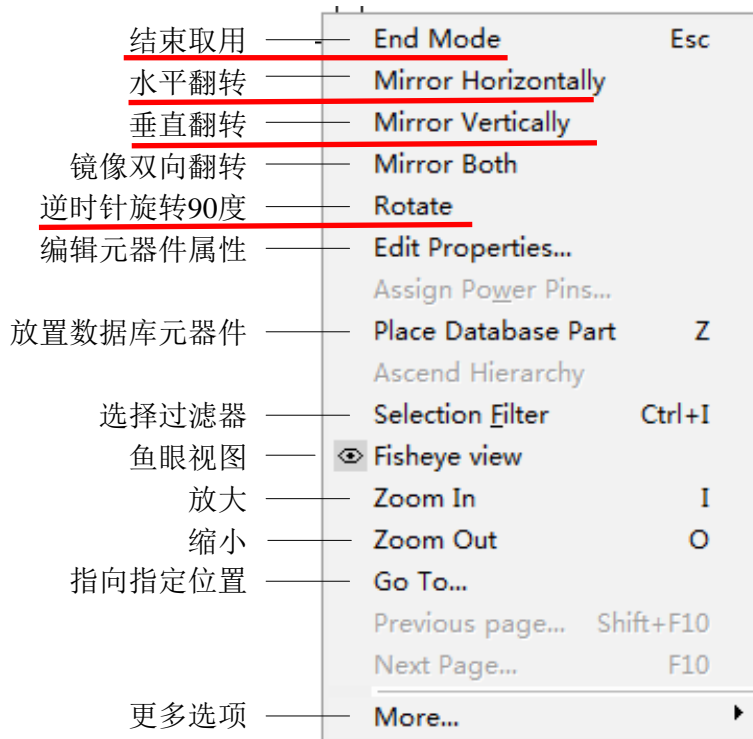 结束取用 End Mode Esc
水平翻转 Mirror Horizontally
垂直翻转 Mirror Vertically
镜像双向翻转 Mirror Both
逆时针旋转90度 Rotate
编辑元器件属性 Edit Properties...
Assign Power Pins...
放置数据库元器件 Place Database Part Z
Ascend Hierarchy
选择过滤器 Selection Filter Ctrl+I
鱼眼视图 Fisheye view
放大 Zoom In I
缩小 Zoom Out O
指向指定位置 Go To...
Previous page... Shift+F10
Next Page... F10
更多选项 More...